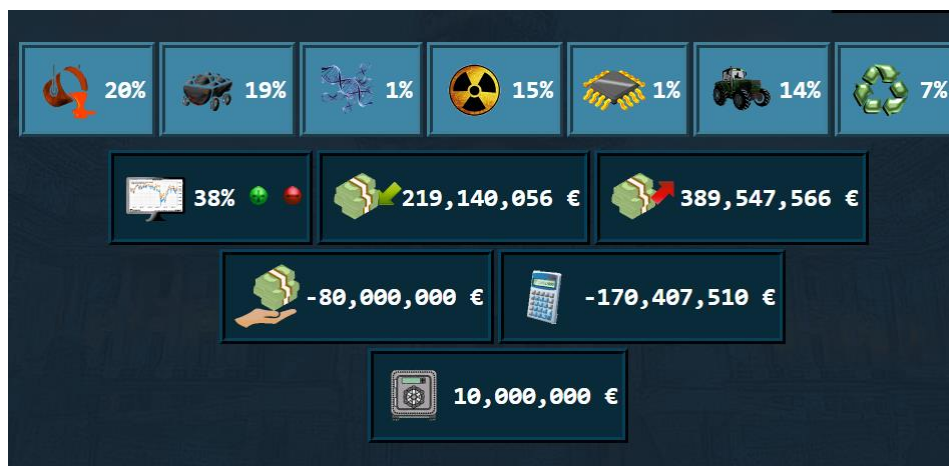 20% 19% 1% 15% 1% 14% 7%
38% 219,140,056 € 389,547,566 €
-80,000,000 € -170,407,510 €
10,000,000 €